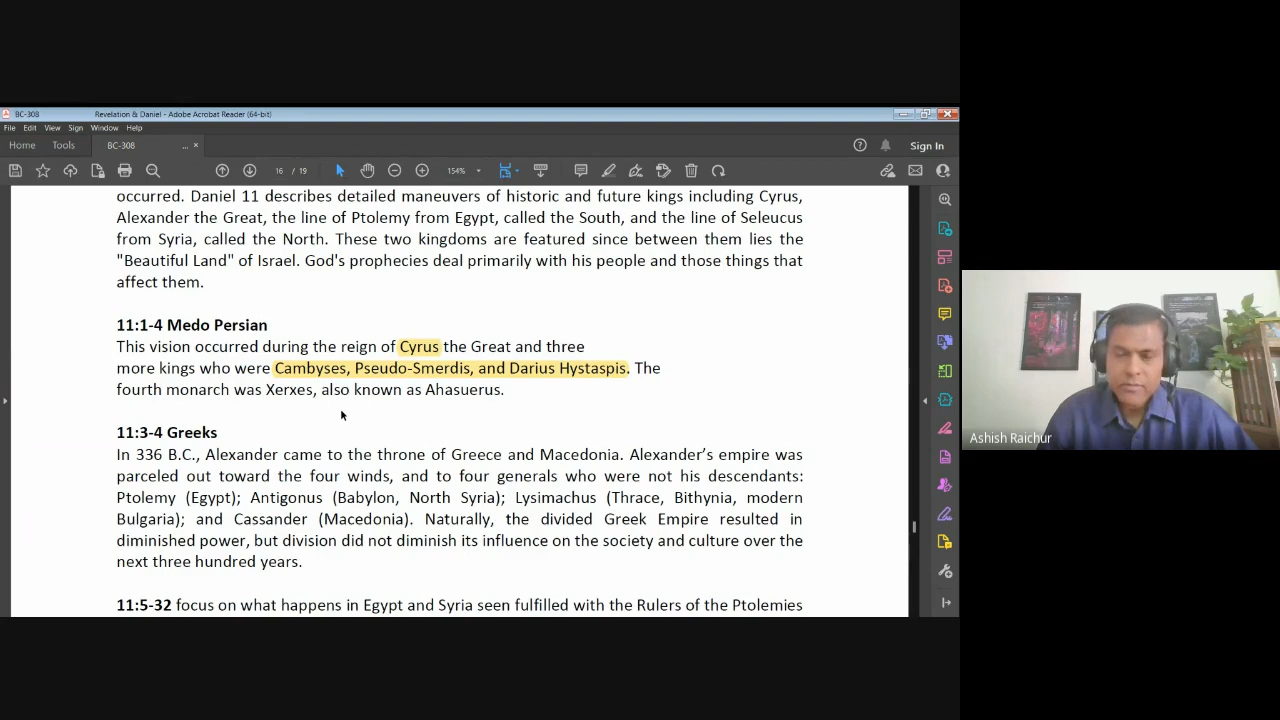 BC-308 Revelation & Daniel - Adobe Acrobat Reader (64-bit)
File Edit View Sign Window Help
Home Tools BC-308 ... × Sign In
16 / 19 154%
occurred. Daniel 11 describes detailed maneuvers of historic and future kings including Cyrus,
Alexander the Great, the line of Ptolemy from Egypt, called the South, and the line of Seleucus
from Syria, called the North. These two kingdoms are featured since between them lies the
"Beautiful Land" of Israel. God's prophecies deal primarily with his people and those things that
affect them.
11:1-4 Medo Persian
This vision occurred during the reign of Cyrus the Great and three
more kings who were Cambyses, Pseudo-Smerdis, and Darius Hystaspis. The
fourth monarch was Xerxes, also known as Ahasuerus.
11:3-4 Greeks
In 336 B.C., Alexander came to the throne of Greece and Macedonia. Alexander’s empire was
parceled out toward the four winds, and to four generals who were not his descendants:
Ptolemy (Egypt); Antigonus (Babylon, North Syria); Lysimachus (Thrace, Bithynia, modern
Bulgaria); and Cassander (Macedonia). Naturally, the divided Greek Empire resulted in
diminished power, but division did not diminish its influence on the society and culture over the
next three hundred years.
11:5-32 focus on what happens in Egypt and Syria seen fulfilled with the Rulers of the Ptolemies
Ashish Raichur